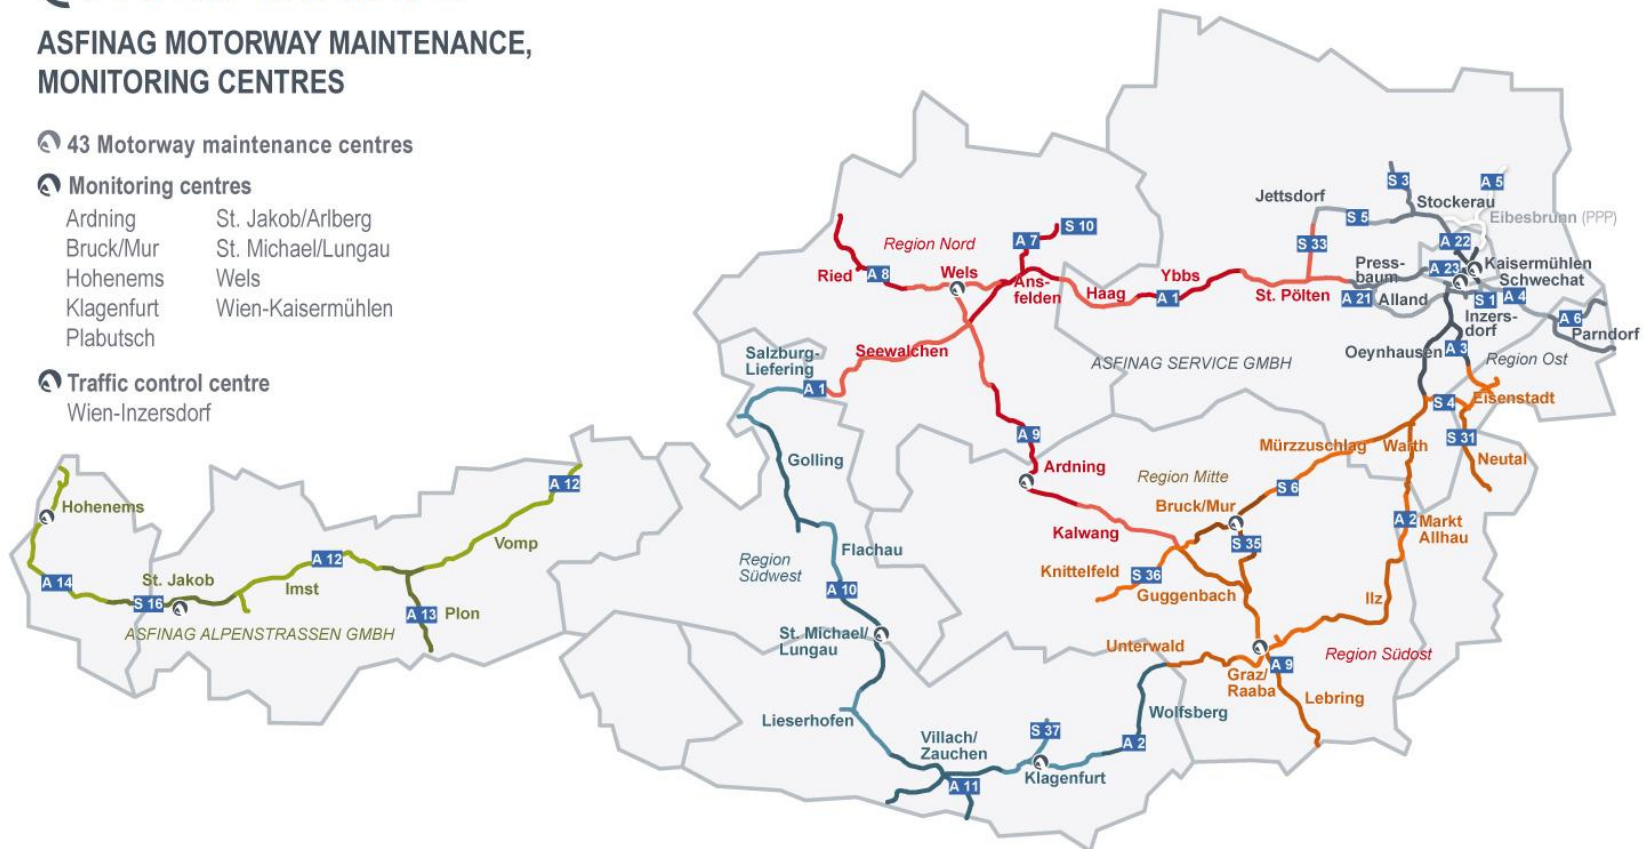 ASFINAG MOTORWAY MAINTENANCE,
MONITORING CENTRES
43 Motorway maintenance centres
Monitoring centres
Ardning
Bruck/Mur
Hohenems
Klagenfurt
Plabutsch
St. Jakob/Arlberg
St. Michael/Lungau
Wels
Wien-Kaisermühlen
Traffic control centre
Wien-Inzersdorf
S 3
A 5
Jettsdorf
Stockerau
S 5
Eibesbrunn (PPP)
S 10
A 7
Region Nord
S 33
A 22
Ried
A 8
Wels
Ans-
felden
Haag
Ybbs
A 1
St. Pölten
Press-
baum
A 21
Alland
A 23
Kaisermühlen
Schwechat
S 1
A 4
Inzers-
dorf
A 6
Parndorf
Salzburg-
Liefering
Seewalchen
A 1
ASFINAG SERVICE GMBH
Oeynhausen
A 3
Region Ost
S 4
Eisenstadt
A 9
Ardning
Mürzzuschlag
Warth
S 31
Neutal
Golling
Region Mitte
S 6
Bruck/Mur
A 2
Markt
Allhau
A 12
Hohenems
Vomp
Kalwang
S 35
Region
Südwest
Flachau
A 12
A 14
St. Jakob
Imst
S 16
A 13
Plon
ASFINAG ALPENSTRASSEN GMBH
A 10
Knittelfeld
S 36
Guggenbach
Ilz
St. Michael/
Lungau
Unterwald
Region Südost
Graz/
Raaba
A 9
Lebring
Lieserhofen
Wolfsberg
Villach/
Zauchen
S 37
A 2
Klagenfurt
A 11